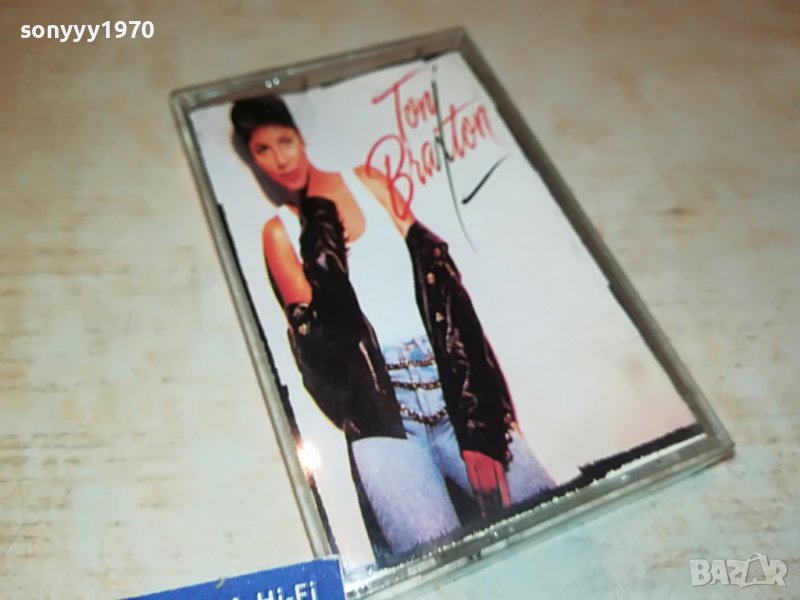 sonyyy1970
Toni
Braxton
Hi-Fi
BAZAR